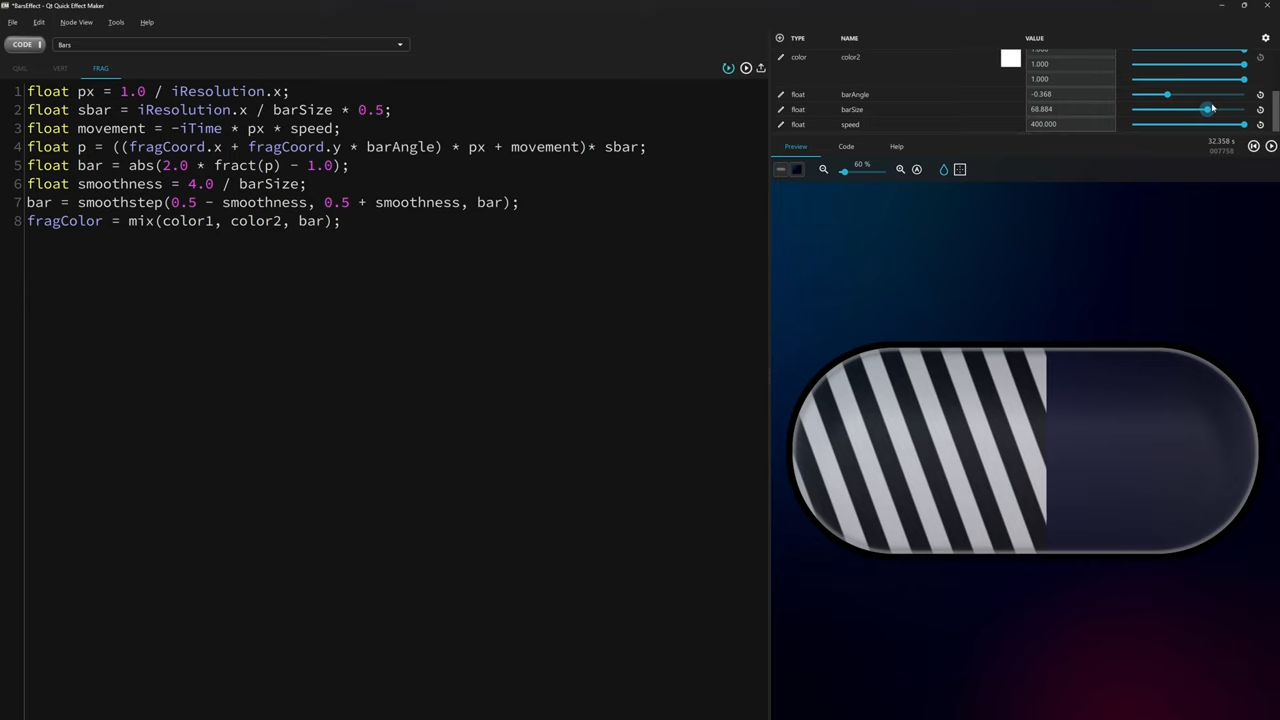 *BarsEffect - Qt Quick Effect Maker
File Edit Node View Tools Help
CODE Bars
QML VERT FRAG
1 float px = 1.0 / iResolution.x;
2 float sbar = iResolution.x / barSize * 0.5;
3 float movement = -iTime * px * speed;
4 float p = ((fragCoord.x + fragCoord.y * barAngle) * px + movement)* sbar;
5 float bar = abs(2.0 * fract(p) - 1.0);
6 float smoothness = 4.0 / barSize;
7 bar = smoothstep(0.5 - smoothness, 0.5 + smoothness, bar);
8 fragColor = mix(color1, color2, bar);
TYPE NAME VALUE
1.000
color color2 1.000
1.000
float barAngle -0.368
float barSize 68.884
float speed 400.000
Preview Code Help
32.358 s
007758
60 %